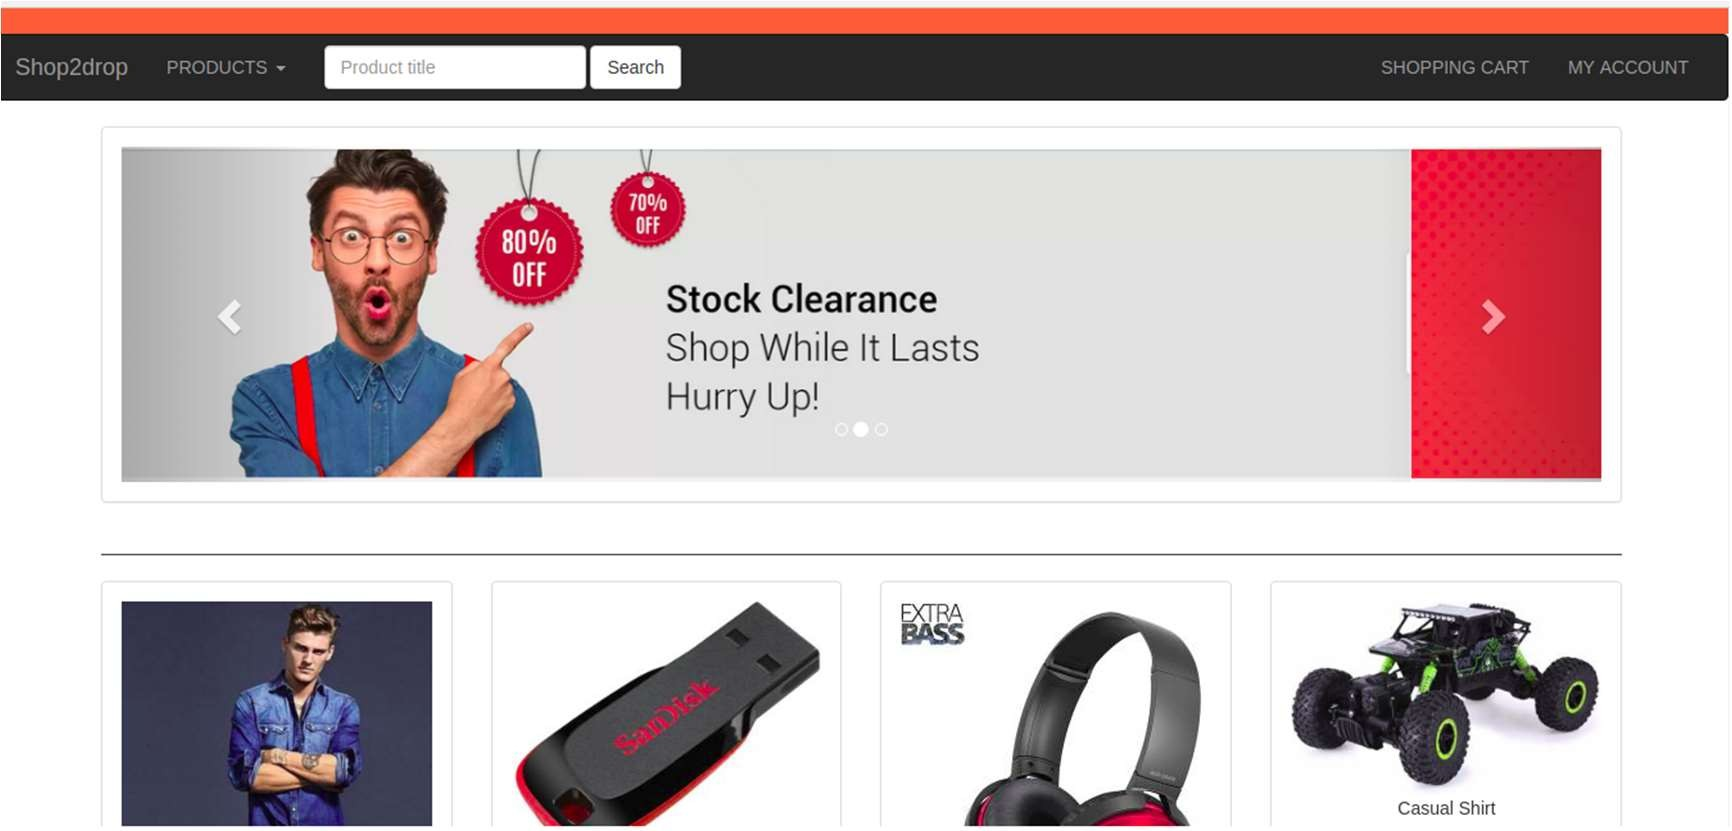 Shop2drop
PRODUCTS
Product title
Search
SHOPPING CART
MY ACCOUNT
80%
OFF
70%
OFF
Stock Clearance
Shop While It Lasts
Hurry Up!
SanDisk
EXTRA
BASS
Casual Shirt